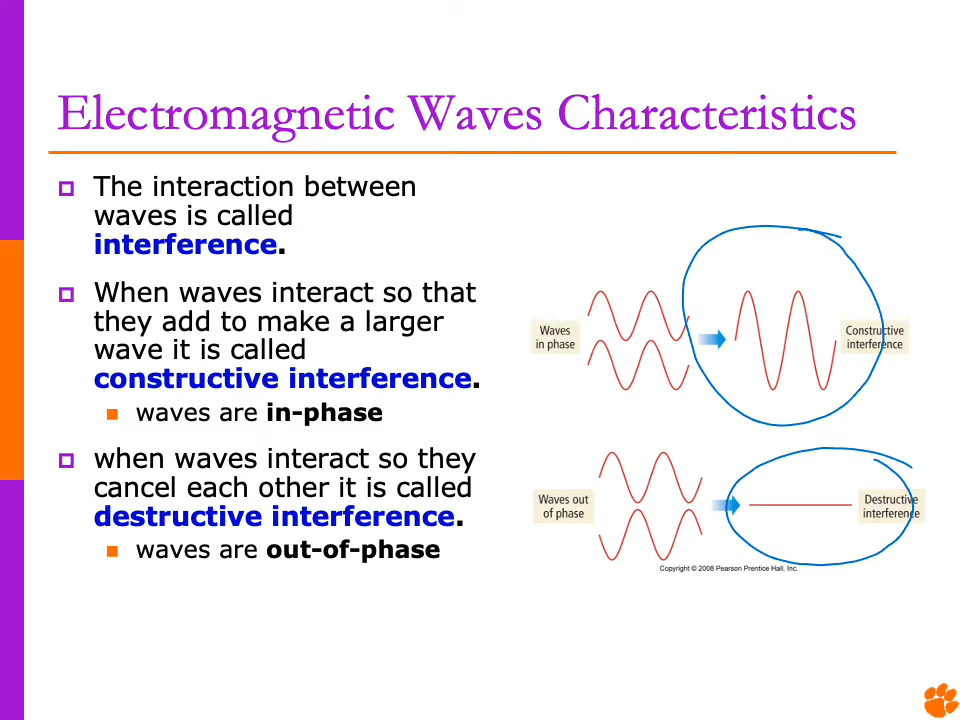 Electromagnetic Waves Characteristics
The interaction between
waves is called
interference.
When waves interact so that
they add to make a larger
wave it is called
constructive interference.
waves are in-phase
when waves interact so they
cancel each other it is called
destructive interference.
waves are out-of-phase
Waves
in phase
Constructive
interference
Waves out
of phase
Destructive
interference
Copyright © 2008 Pearson Prentice Hall, Inc.